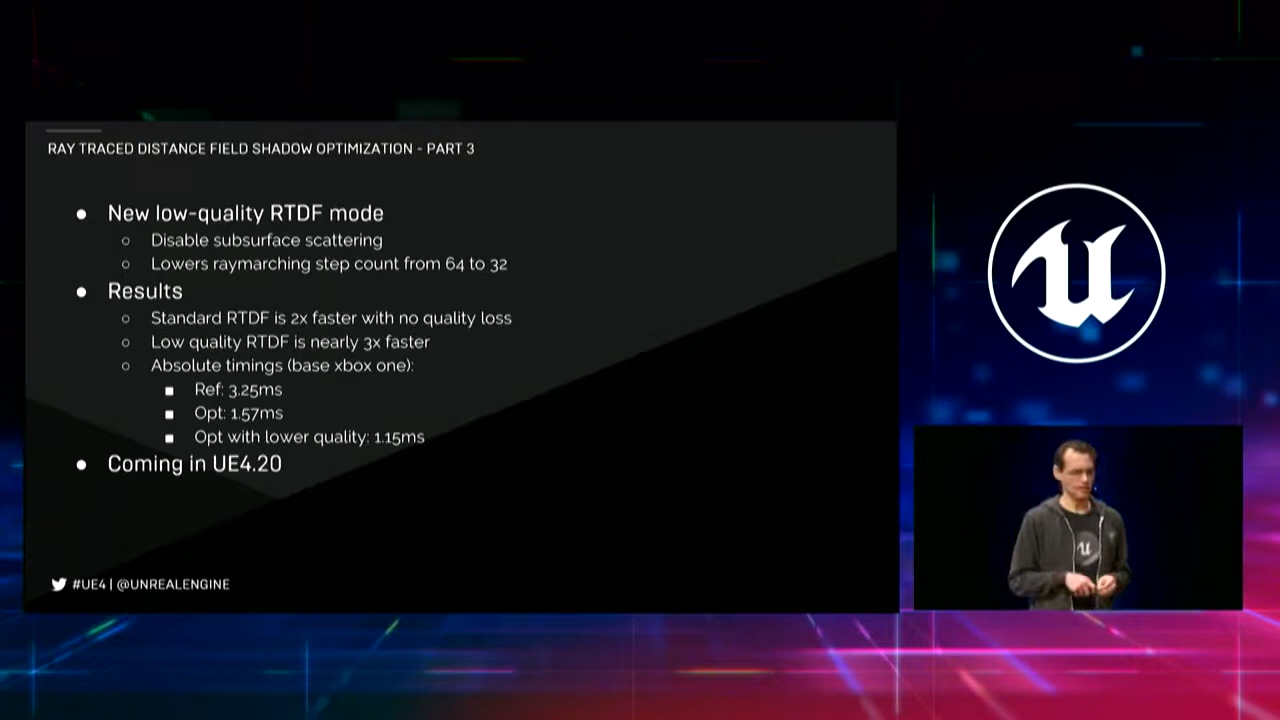 RAY TRACED DISTANCE FIELD SHADOW OPTIMIZATION - PART 3
● New low-quality RTDF mode
○ Disable subsurface scattering
○ Lowers raymarching step count from 64 to 32
● Results
○ Standard RTDF is 2x faster with no quality loss
○ Low quality RTDF is nearly 3x faster
○ Absolute timings (base xbox one):
■ Ref: 3.25ms
■ Opt: 1.57ms
■ Opt with lower quality: 1.15ms
● Coming in UE4.20
#UE4 | @UNREALENGINE